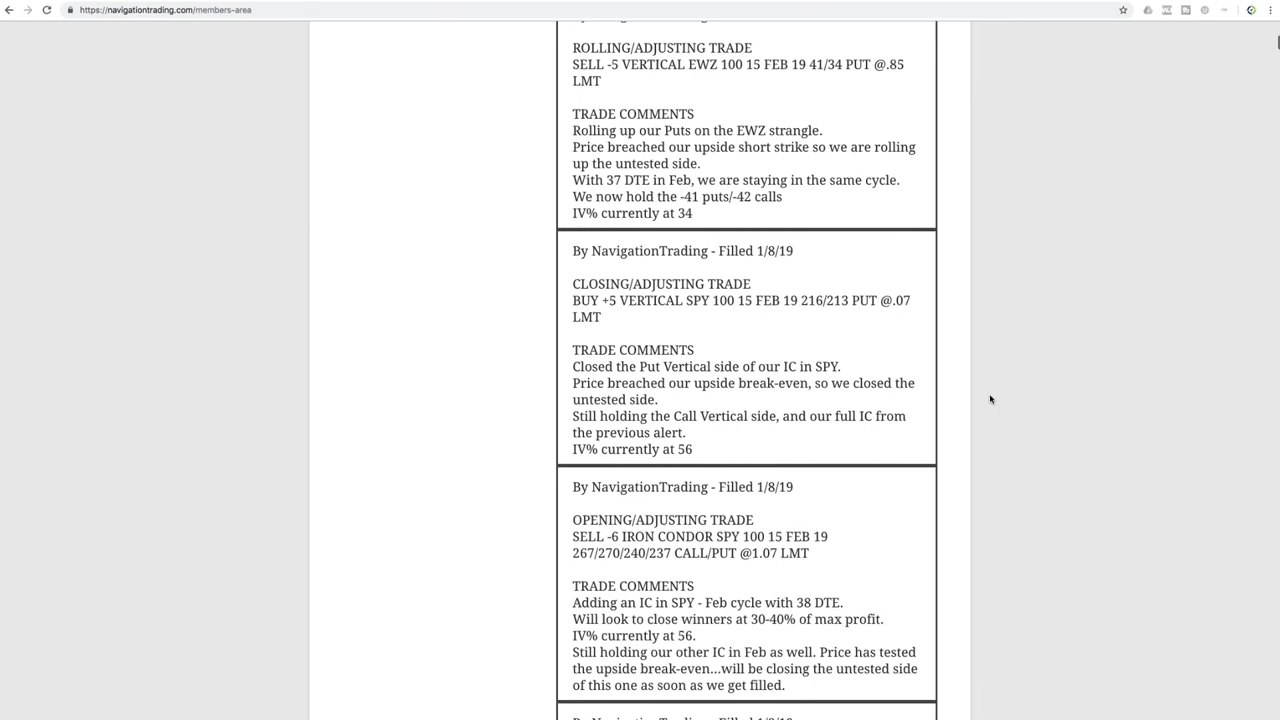 https://navigationtrading.com/members-area
ROLLING/ADJUSTING TRADE
SELL -5 VERTICAL EWZ 100 15 FEB 19 41/34 PUT @.85
LMT
TRADE COMMENTS
Rolling up our Puts on the EWZ strangle.
Price breached our upside short strike so we are rolling
up the untested side.
With 37 DTE in Feb, we are staying in the same cycle.
We now hold the -41 puts/-42 calls
IV% currently at 34
By NavigationTrading - Filled 1/8/19
CLOSING/ADJUSTING TRADE
BUY +5 VERTICAL SPY 100 15 FEB 19 216/213 PUT @.07
LMT
TRADE COMMENTS
Closed the Put Vertical side of our IC in SPY.
Price breached our upside break-even, so we closed the
untested side.
Still holding the Call Vertical side, and our full IC from
the previous alert.
IV% currently at 56
By NavigationTrading - Filled 1/8/19
OPENING/ADJUSTING TRADE
SELL -6 IRON CONDOR SPY 100 15 FEB 19
267/270/240/237 CALL/PUT @1.07 LMT
TRADE COMMENTS
Adding an IC in SPY - Feb cycle with 38 DTE.
Will look to close winners at 30-40% of max profit.
IV% currently at 56.
Still holding our other IC in Feb as well. Price has tested
the upside break-even...will be closing the untested side
of this one as soon as we get filled.